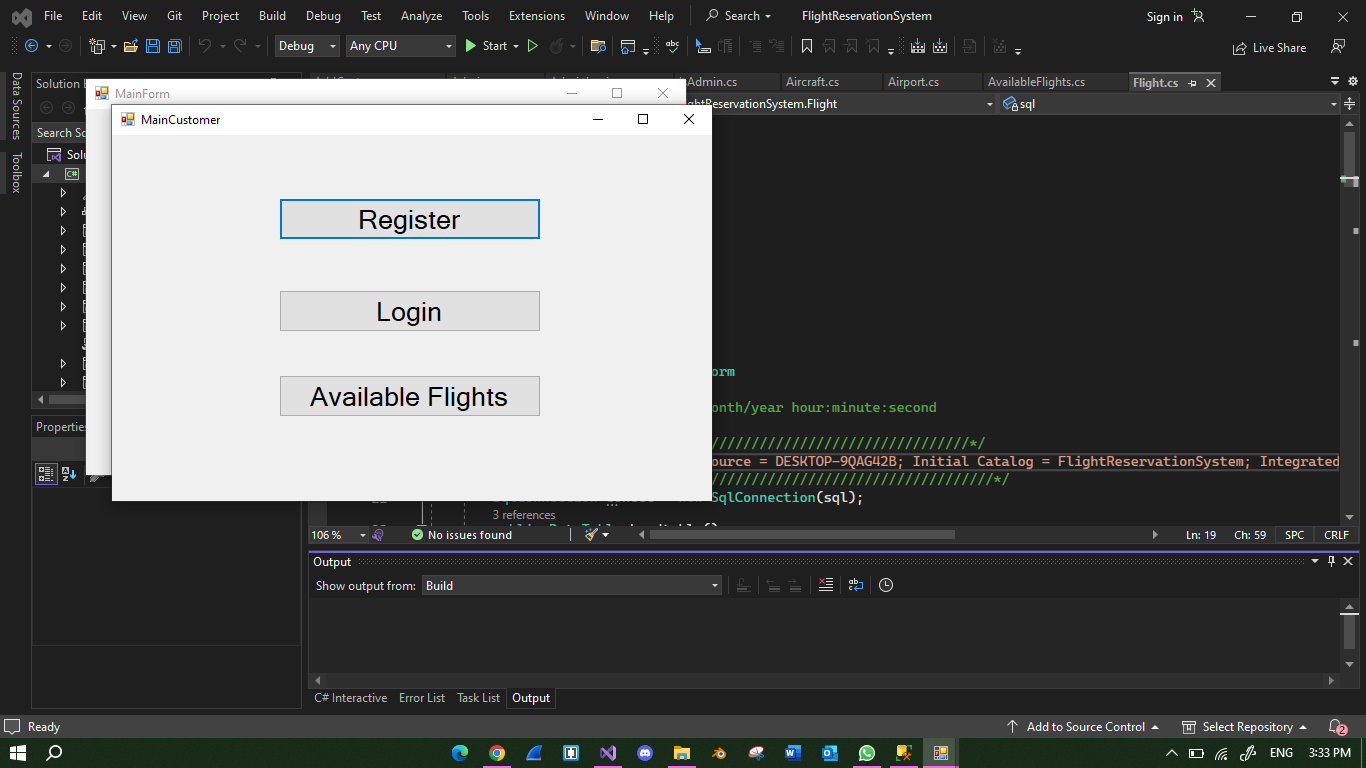 File Edit View Git Project Build Debug Test Analyze Tools Extensions Window Help Search FlightReservationSystem Sign in
Debug Any CPU Start Live Share
Data Sources
Toolbox
Solution
Admin.cs Aircraft.cs Airport.cs AvailableFlights.cs Flight.cs
MainForm
htReservationSystem.Flight sql
MainCustomer
Search So
Solu
C#
Register
Login
Available Flights
orm
onth/year hour:minute:second
////////////////////////////////*/
ource = DESKTOP-9QAG42B; Initial Catalog = FlightReservationSystem; Integrated
///////////////////////////////////*/
SqlConnection(sql);
3 references
106 % No issues found Ln: 19 Ch: 59 SPC CRLF
Properties
Output
Show output from: Build
C# Interactive Error List Task List Output
Ready Add to Source Control Select Repository 2
ENG 3:33 PM